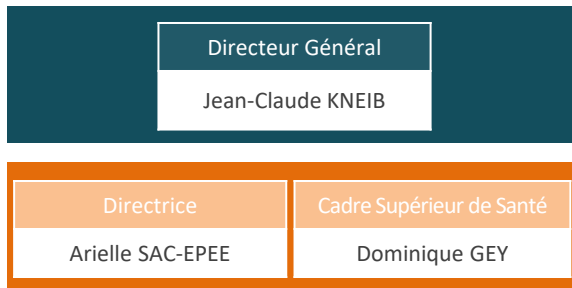 Directeur Général
Jean-Claude KNEIB
Directrice
Cadre Supérieur de Santé
Arielle SAC-EPEE
Dominique GEY